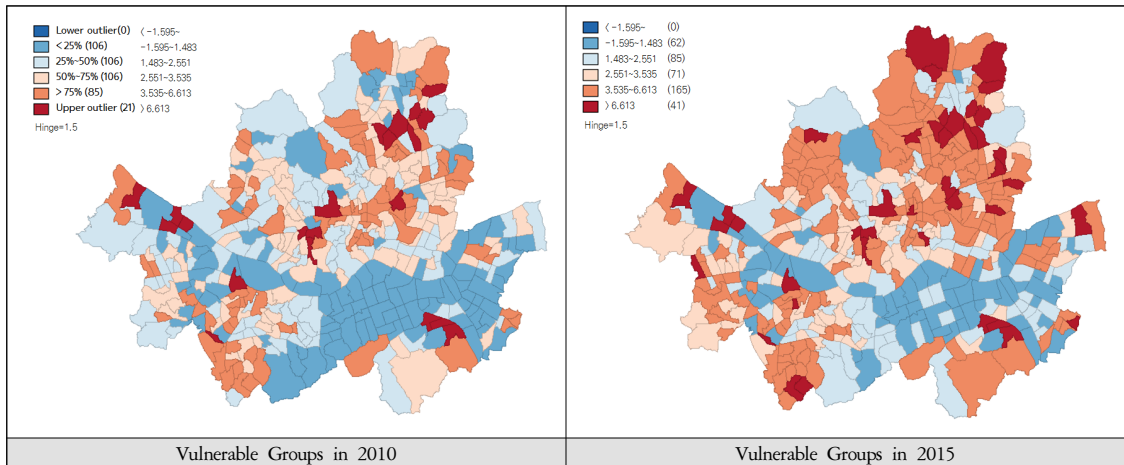 Lower outlier(0) ⟨ -1.595~
<25% (106) -1.595~1.483
25%~50% (106) 1.483~2.551
50%~75% (106) 2.551~3.535
> 75% (85) 3.535~6.613
Upper outlier (21) ⟩ 6.613
Hinge=1.5
⟨ -1.595~ (0)
-1.595~1.483 (62)
1.483~2.551 (85)
2.551~3.535 (71)
3.535~6.613 (165)
⟩ 6.613 (41)
Hinge=1.5
Vulnerable Groups in 2010
Vulnerable Groups in 2015